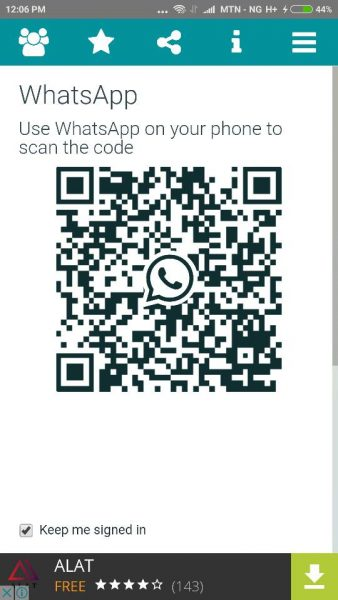 12:06 PM
... MTN - NG H+ 44%
WhatsApp
Use WhatsApp on your phone to
scan the code
Keep me signed in
ALAT
FREE (143)